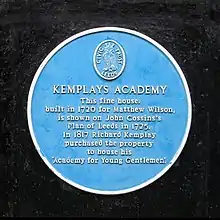 LEEDS
KEMPLAYS ACADEMY
This fine house,
built in 1720 for Matthew Wilson,
is shown on John Cossins's
Plan of Leeds in 1725.
In 1817 Richard Kemplay
purchased the property
to house his
'Academy for Young Gentlemen'.